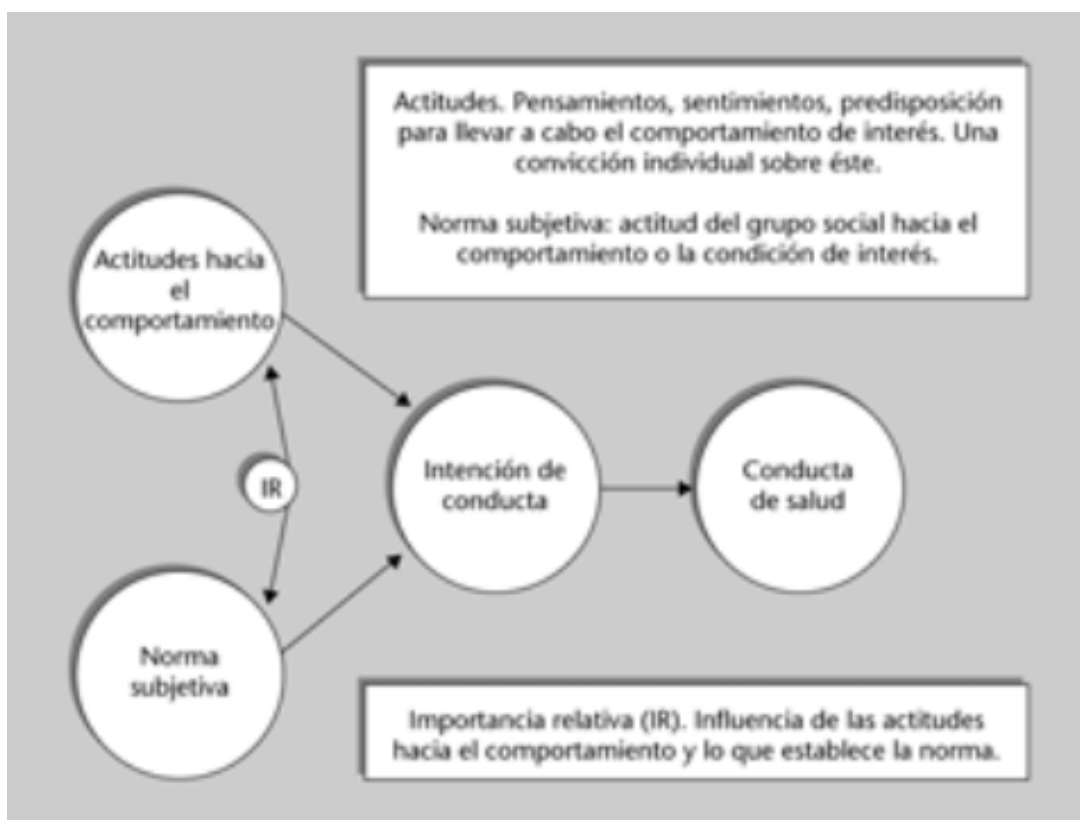 Actitudes. Pensamientos, sentimientos, predisposición
para llevar a cabo el comportamiento de interés. Una
convicción individual sobre éste.
Norma subjetiva: actitud del grupo social hacia el
comportamiento o la condición de interés.
Actitudes hacia
el
comportamiento
IR
Intención de
conducta
Conducta
de salud
Norma
subjetiva
Importancia relativa (IR). Influencia de las actitudes
hacia el comportamiento y lo que establece la norma.